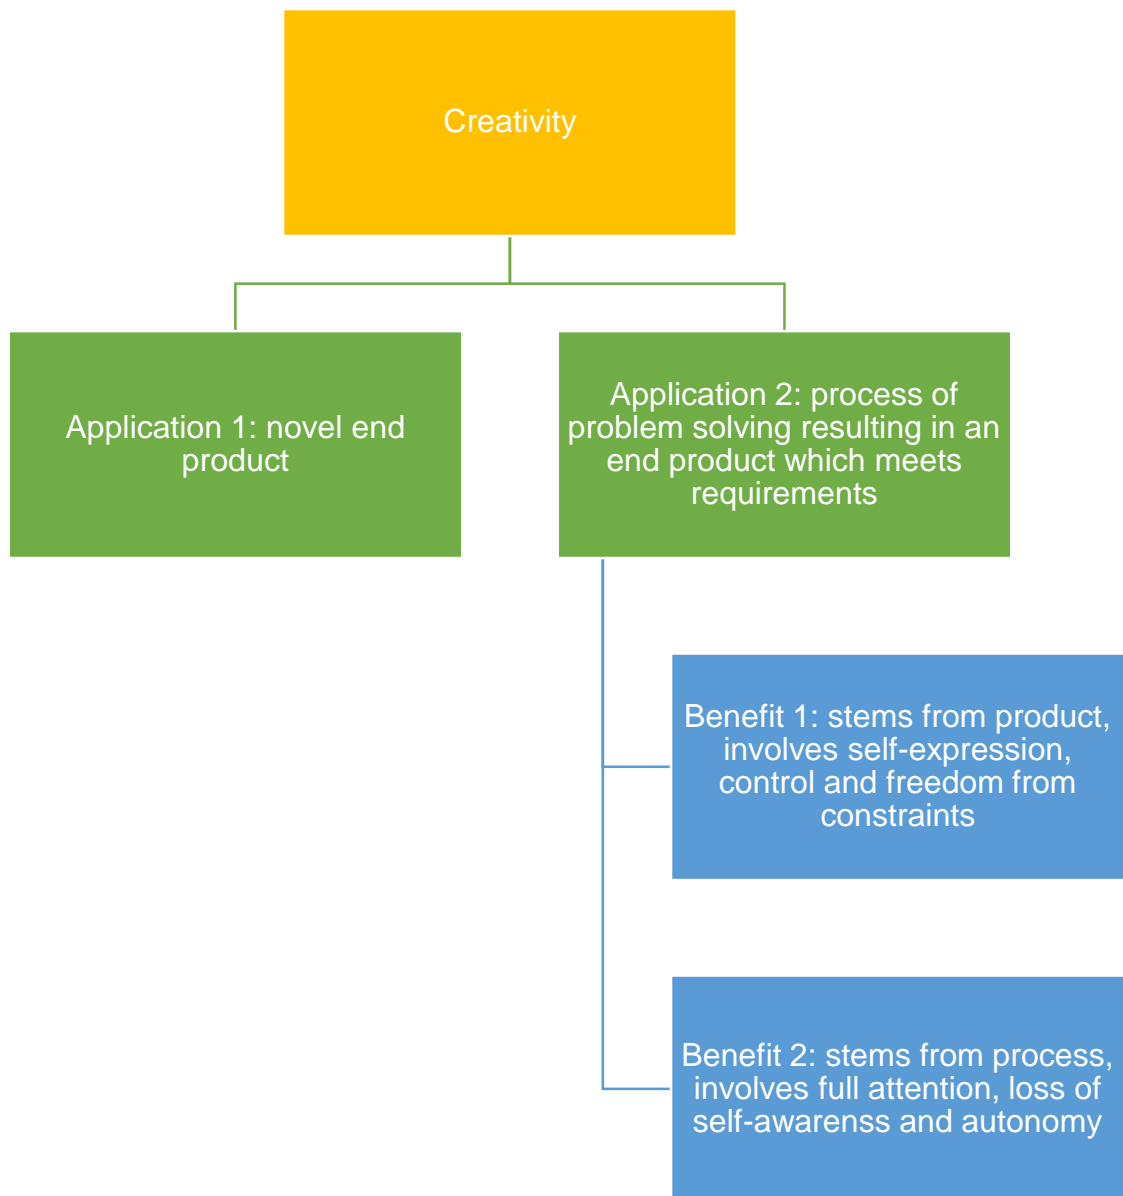 Creativity
Application 1: novel end
product
Application 2: process of
problem solving resulting in an
end product which meets
requirements
Benefit 1: stems from product,
involves self-expression,
control and freedom from
constraints
Benefit 2: stems from process,
involves full attention, loss of
self-awarenss and autonomy